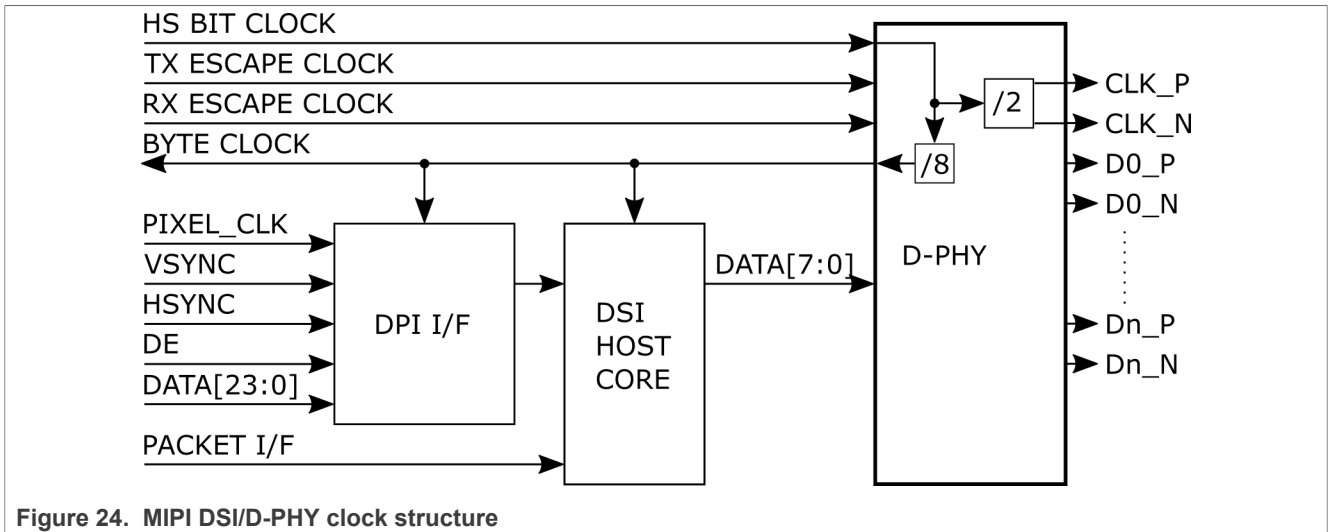 HS BIT CLOCK
TX ESCAPE CLOCK
RX ESCAPE CLOCK
BYTE CLOCK
/2
/8
CLK_P
CLK_N
D0_P
D0_N
PIXEL_CLK
VSYNC
HSYNC
DE
DATA[23:0]
PACKET I/F
DPI I/F
DSI
HOST
CORE
DATA[7:0]
D-PHY
Dn_P
Dn_N
Figure 24. MIPI DSI/D-PHY clock structure